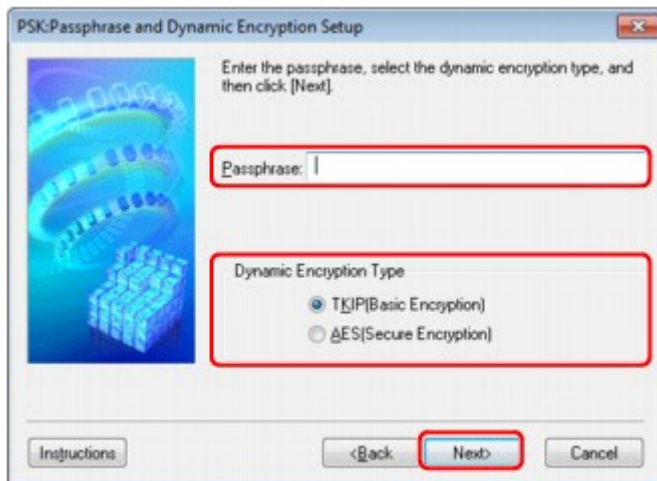 PSK:Passphrase and Dynamic Encryption Setup
Enter the passphrase, select the dynamic encryption type, and
then click [Next].
Passphrase:
Dynamic Encryption Type
TKIP(Basic Encryption)
AES(Secure Encryption)
Instructions
<Back
Next>
Cancel